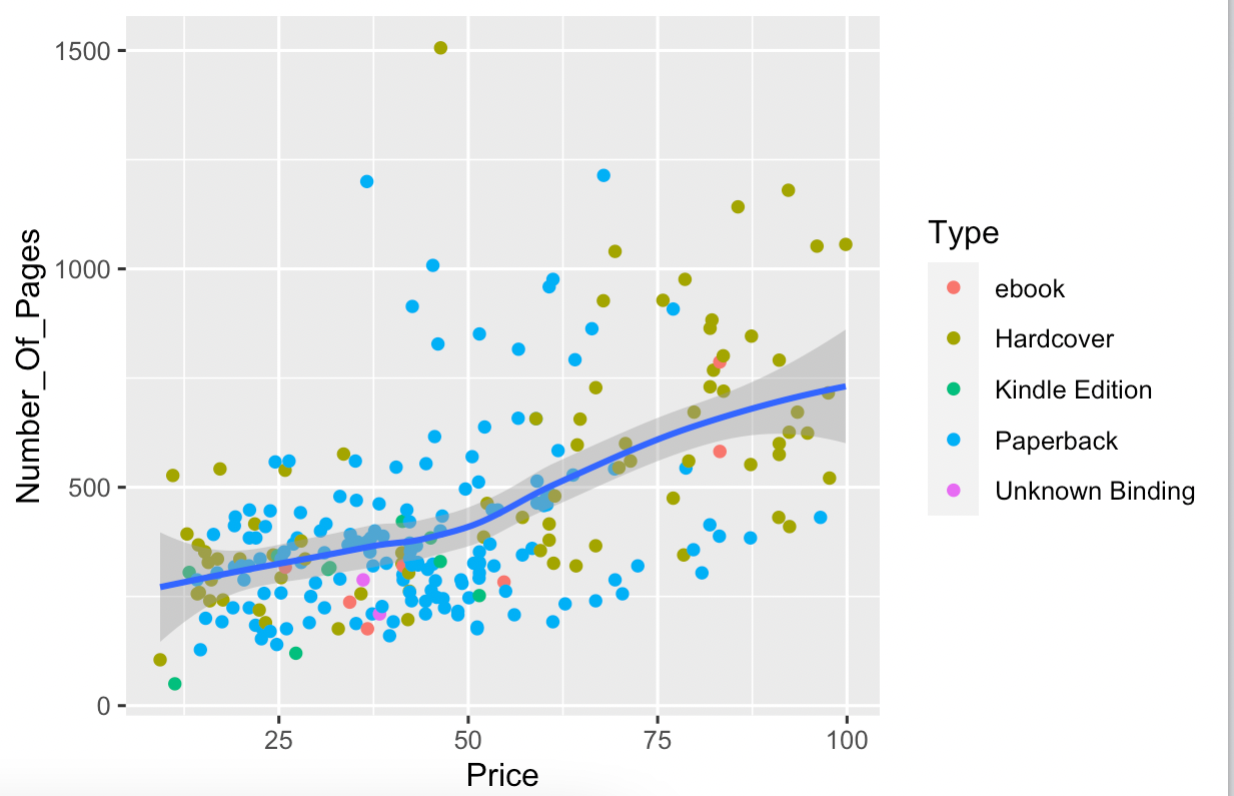 1500
1000
500
0
Number_Of_Pages
25 50 75 100
Price
Type
ebook
Hardcover
Kindle Edition
Paperback
Unknown Binding